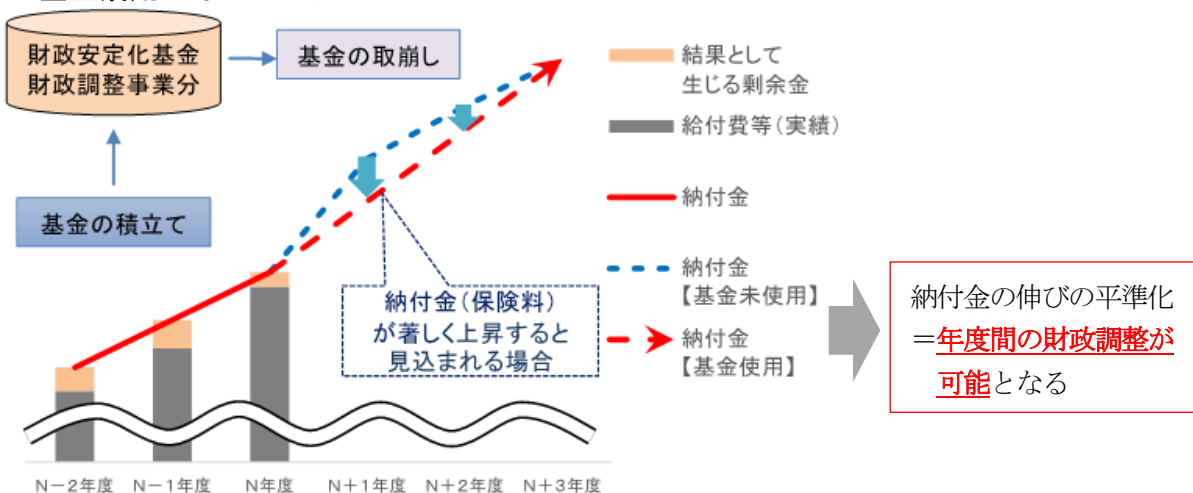 財政安定化基金
財政調整事業分
基金の取崩し
基金の積立て
結果として
生じる剰余金
給付費等（実績）
納付金
納付金
【基金未使用】
納付金
【基金使用】
納付金（保険料）
が著しく上昇すると
見込まれる場合
納付金の伸びの平準化
＝年度間の財政調整が
可能となる
N－2年度 N－1年度 N年度 N＋1年度 N＋2年度 N＋3年度